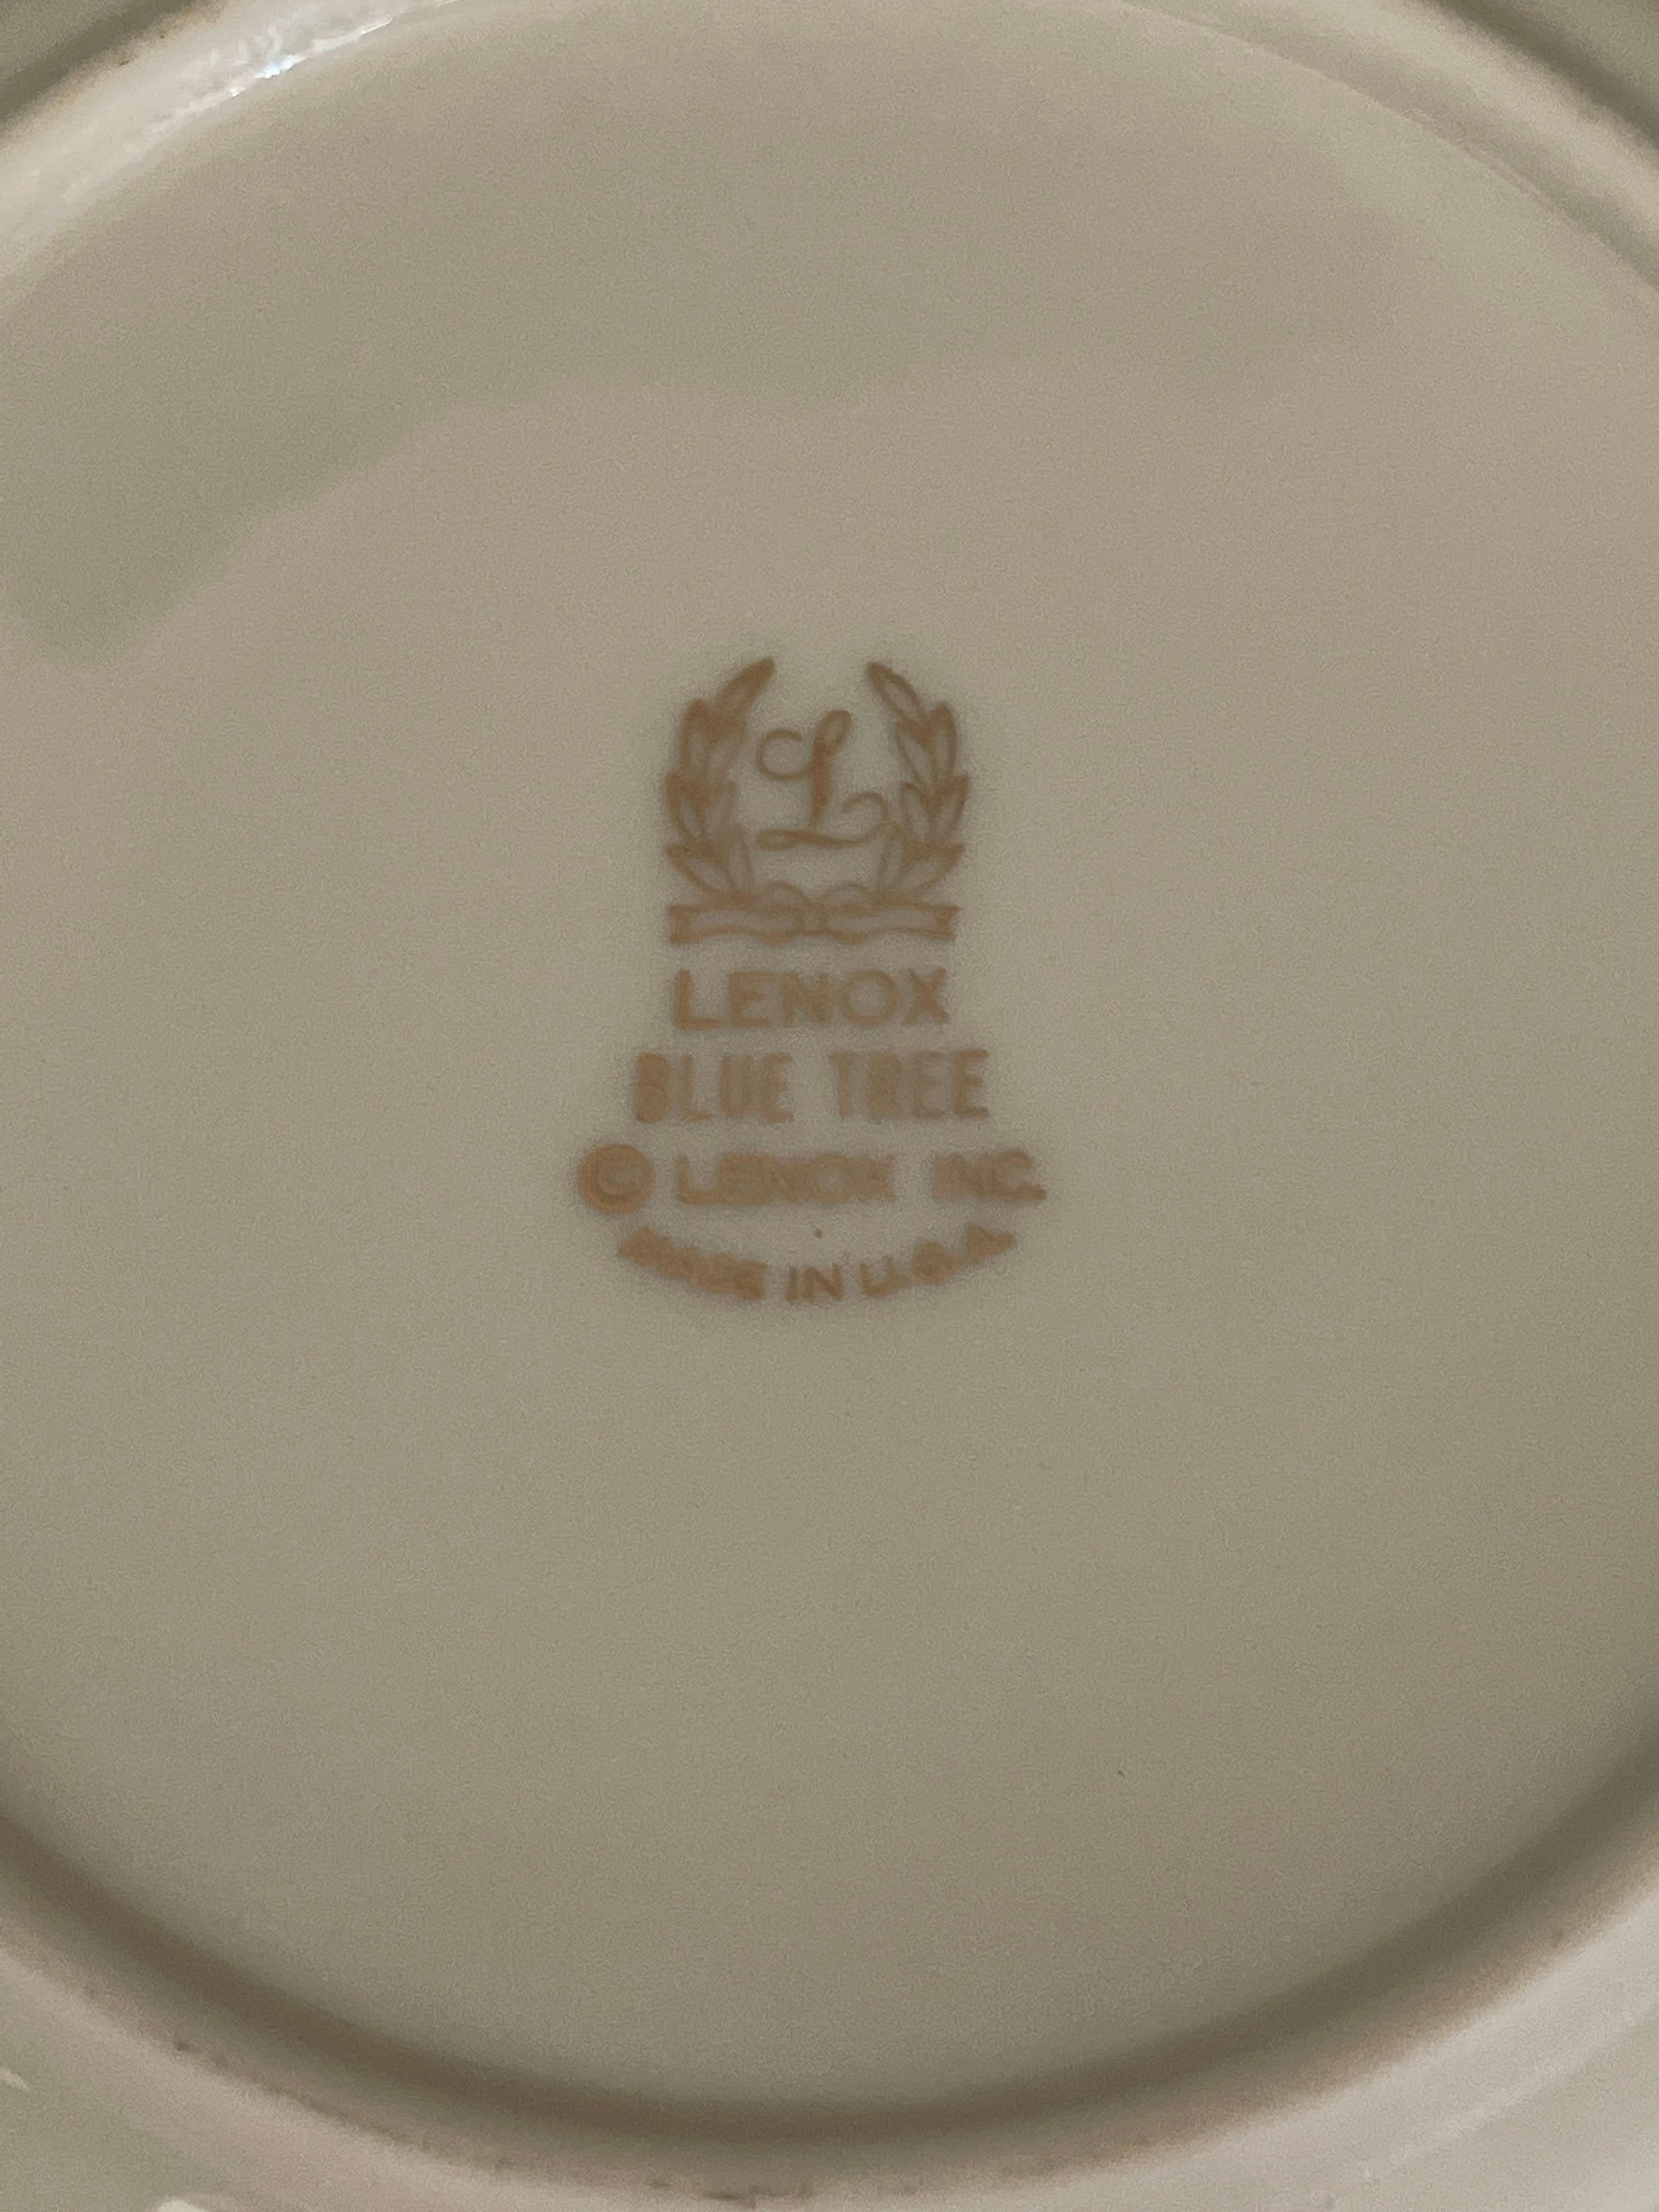 L
LENOX
BLUE TREE
© LENOX INC.
MADE IN U.S.A.